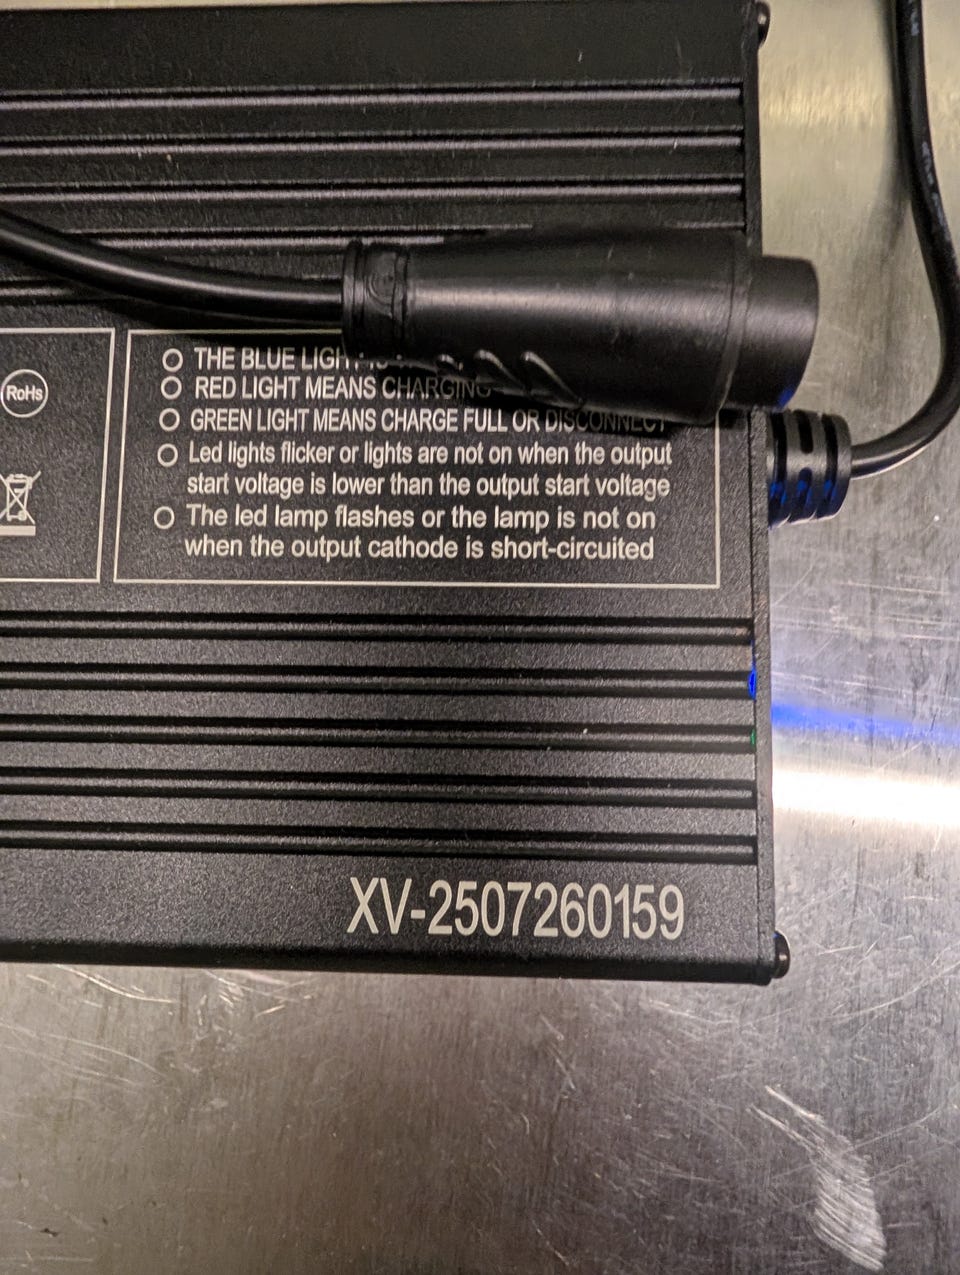 RoHs
THE BLUE LIGHT
RED LIGHT MEANS CHARGING
GREEN LIGHT MEANS CHARGE FULL OR DISCONNECT
Led lights flicker or lights are not on when the output
start voltage is lower than the output start voltage
The led lamp flashes or the lamp is not on
when the output cathode is short-circuited
XV-2507260159